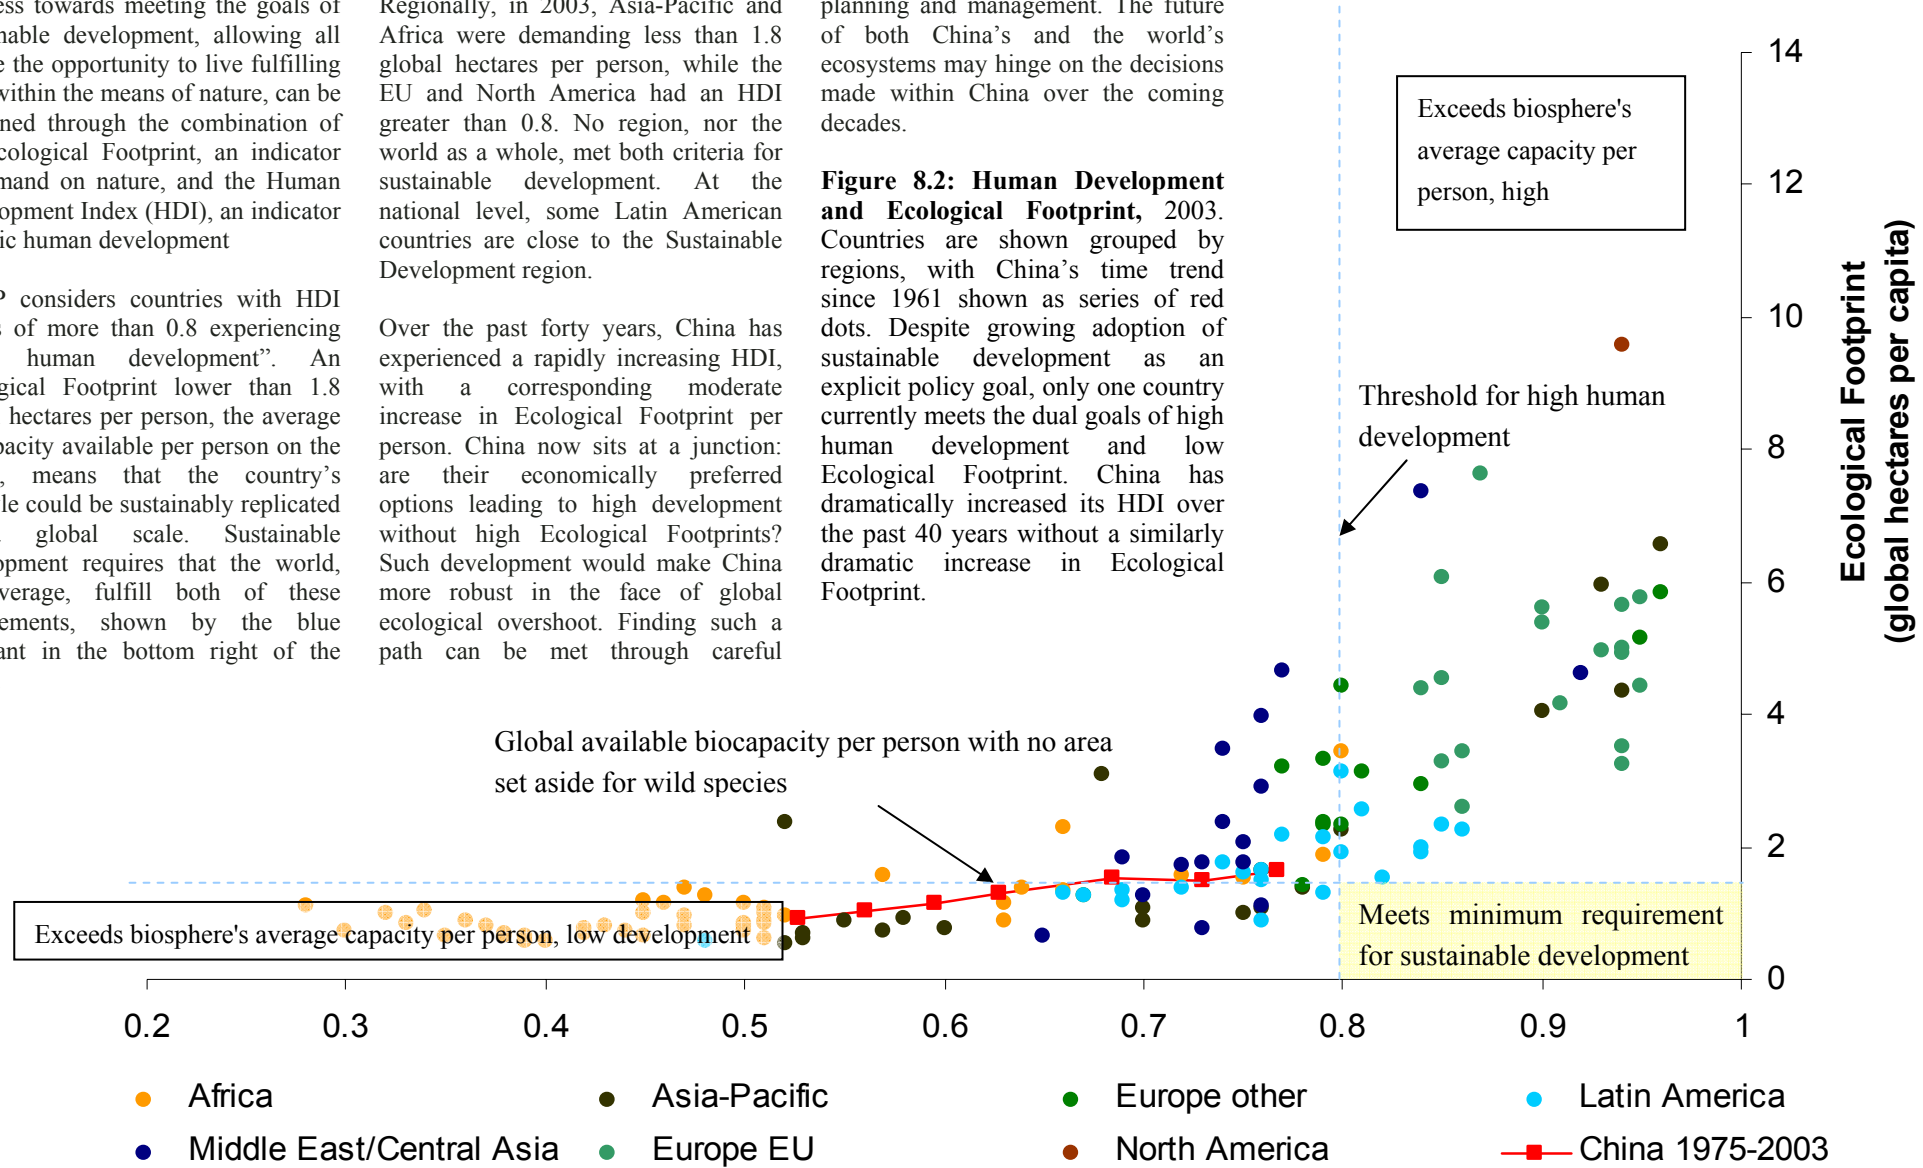 ess towards meeting the goals of
nable development, allowing all
e the opportunity to live fulfilling
within the means of nature, can be
ned through the combination of
cological Footprint, an indicator
mand on nature, and the Human
opment Index (HDI), an indicator
ic human development
P considers countries with HDI
s of more than 0.8 experiencing
human development”. An
gical Footprint lower than 1.8
hectares per person, the average
pacity available per person on the
, means that the country’s
le could be sustainably replicated
global scale. Sustainable
opment requires that the world,
verage, fulfill both of these
ements, shown by the blue
ant in the bottom right of the
Regionally, in 2003, Asia-Pacific and
Africa were demanding less than 1.8
global hectares per person, while the
EU and North America had an HDI
greater than 0.8. No region, nor the
world as a whole, met both criteria for
sustainable development. At the
national level, some Latin American
countries are close to the Sustainable
Development region.
Over the past forty years, China has
experienced a rapidly increasing HDI,
with a corresponding moderate
increase in Ecological Footprint per
person. China now sits at a junction:
are their economically preferred
options leading to high development
without high Ecological Footprints?
Such development would make China
more robust in the face of global
ecological overshoot. Finding such a
path can be met through careful
planning and management. The future
of both China’s and the world’s
ecosystems may hinge on the decisions
made within China over the coming
decades.
Figure 8.2: Human Development
and Ecological Footprint, 2003.
Countries are shown grouped by
regions, with China’s time trend
since 1961 shown as series of red
dots. Despite growing adoption of
sustainable development as an
explicit policy goal, only one country
currently meets the dual goals of high
human development and low
Ecological Footprint. China has
dramatically increased its HDI over
the past 40 years without a similarly
dramatic increase in Ecological
Footprint.
Exceeds biosphere's
average capacity per
person, high
Threshold for high human
development
Global available biocapacity per person with no area
set aside for wild species
Exceeds biosphere's average capacity per person, low development
Meets minimum requirement
for sustainable development
14
12
10
8
6
4
2
0
Ecological Footprint
(global hectares per capita)
0.2 0.3 0.4 0.5 0.6 0.7 0.8 0.9 1
Africa Asia-Pacific Europe other Latin America
Middle East/Central Asia Europe EU North America China 1975-2003